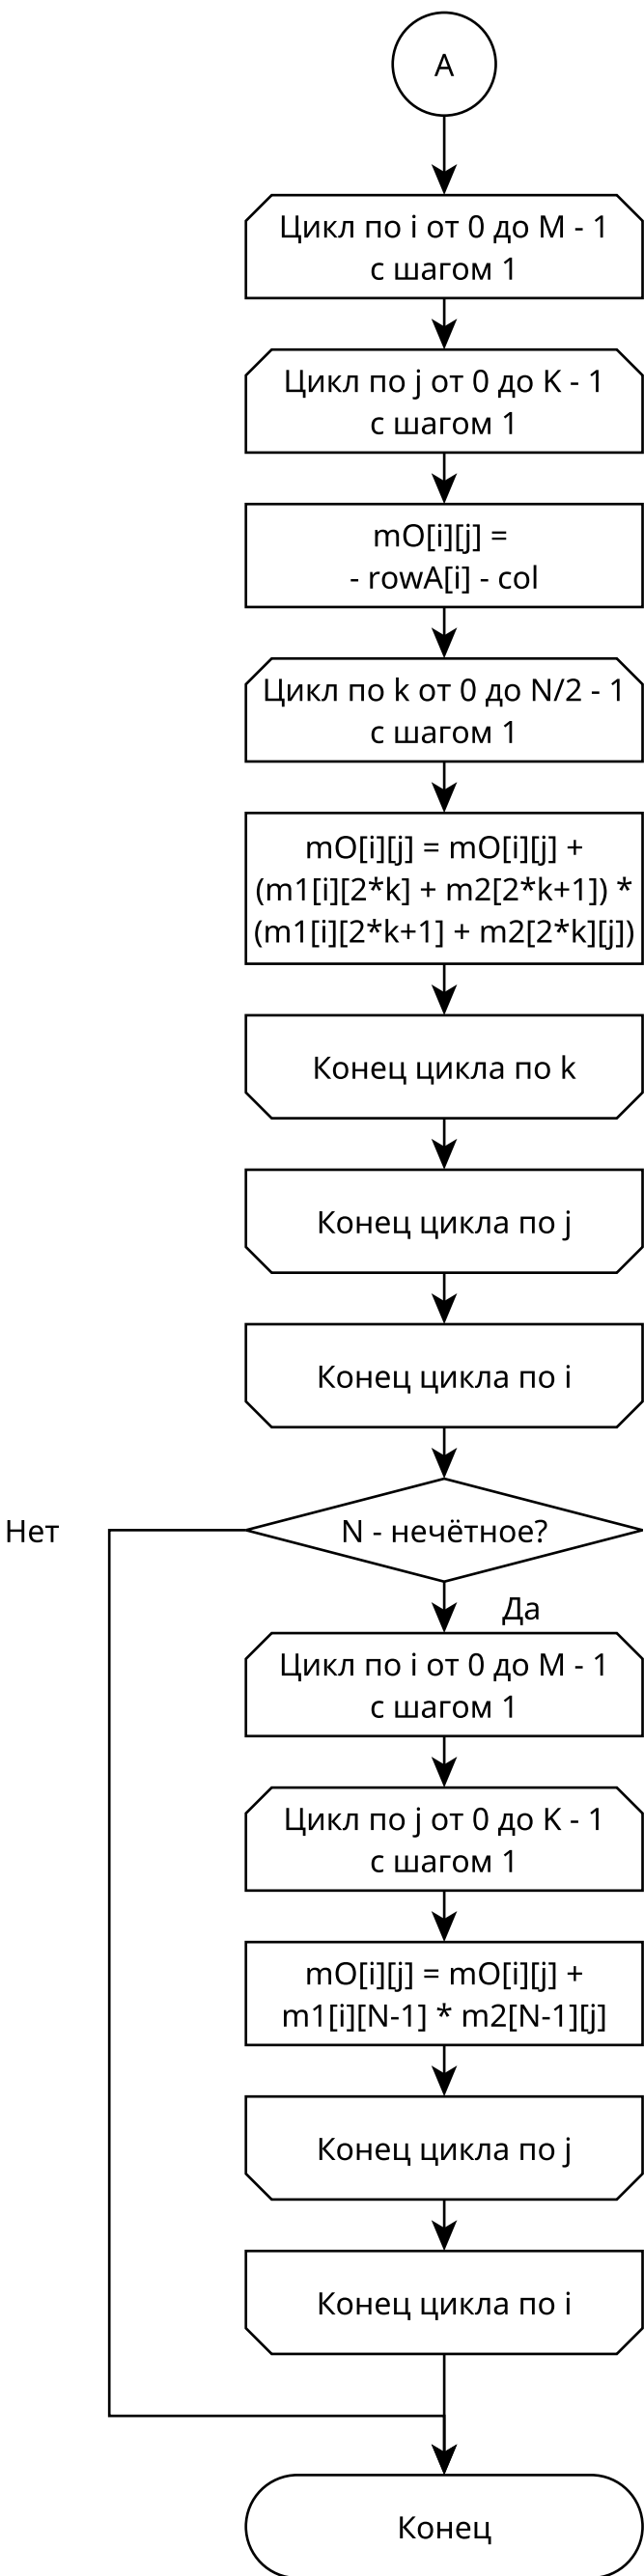 A
Цикл по i от 0 до M - 1
с шагом 1
Цикл по j от 0 до K - 1
с шагом 1
mO[i][j] =
- rowA[i] - col
Цикл по k от 0 до N/2 - 1
с шагом 1
mO[i][j] = mO[i][j] +
(m1[i][2*k] + m2[2*k+1]) *
(m1[i][2*k+1] + m2[2*k][j])
Конец цикла по k
Конец цикла по j
Конец цикла по i
N - нечётное?
Нет
Да
Цикл по i от 0 до M - 1
с шагом 1
Цикл по j от 0 до K - 1
с шагом 1
mO[i][j] = mO[i][j] +
m1[i][N-1] * m2[N-1][j]
Конец цикла по j
Конец цикла по i
Конец